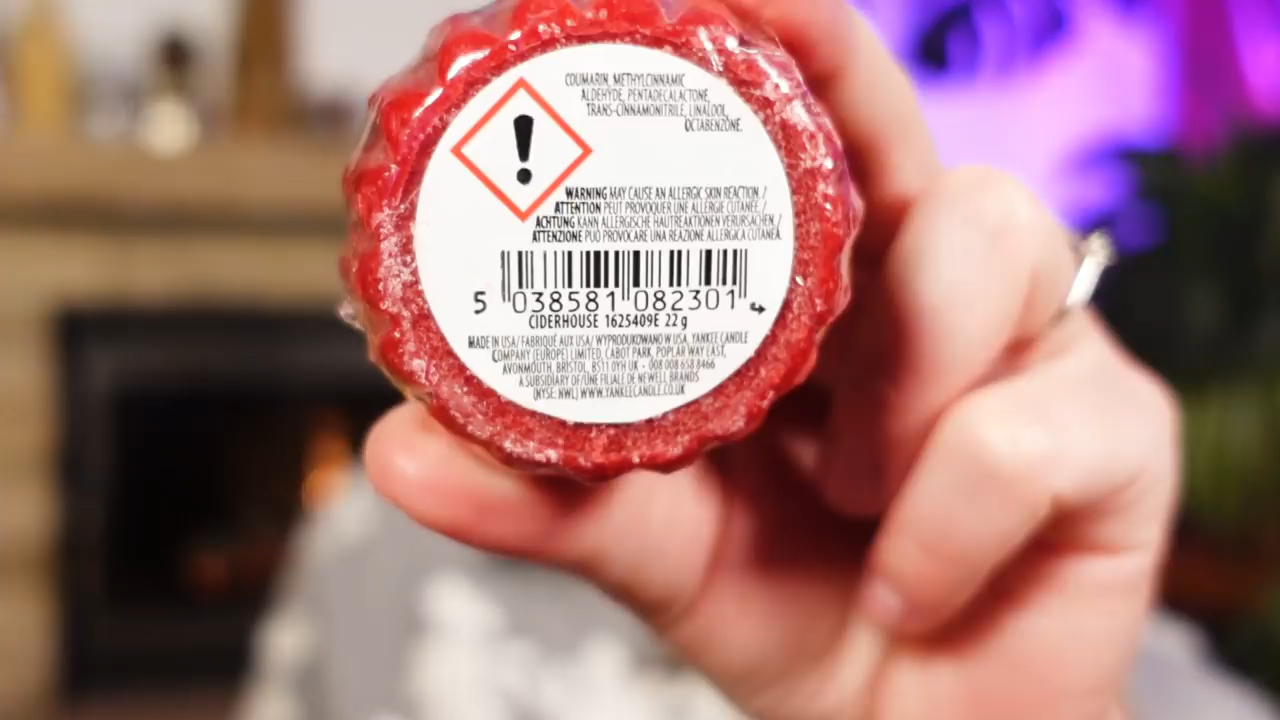 COUMARIN, METHYLCINNAMIC
ALDEHYDE, PENTADECALACTONE,
TRANS-CINNAMONITRILE, LINALOOL,
OCTABENZONE.
WARNING MAY CAUSE AN ALLERGIC SKIN REACTION. /
ATTENTION PEUT PROVOQUER UNE ALLERGIE CUTANÉE. /
ACHTUNG KANN ALLERGISCHE HAUTREAKTIONEN VERURSACHEN. /
ATTENZIONE PUÒ PROVOCARE UNA REAZIONE ALLERGICA CUTANEA.
5 038581 082301
CIDERHOUSE 1625409E 22 g
MADE IN USA/ FABRIQUÉ AUX USA/ WYPRODUKOWANO W USA, YANKEE CANDLE
COMPANY (EUROPE) LIMITED, CABOT PARK, POPLAR WAY EAST,
AVONMOUTH, BRISTOL, BS11 0YH UK - 008 008 658 8466
A SUBSIDIARY OF/UNE FILIALE DE NEWELL BRANDS
(NYSE: NWL) WWW.YANKEECANDLE.CO.UK